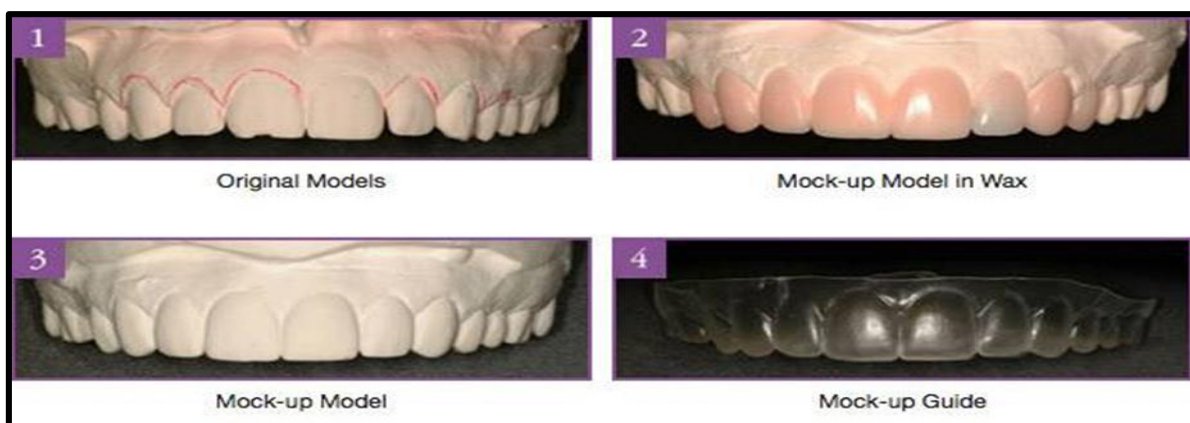 1
Original Models
2
Mock-up Model in Wax
3
Mock-up Model
4
Mock-up Guide